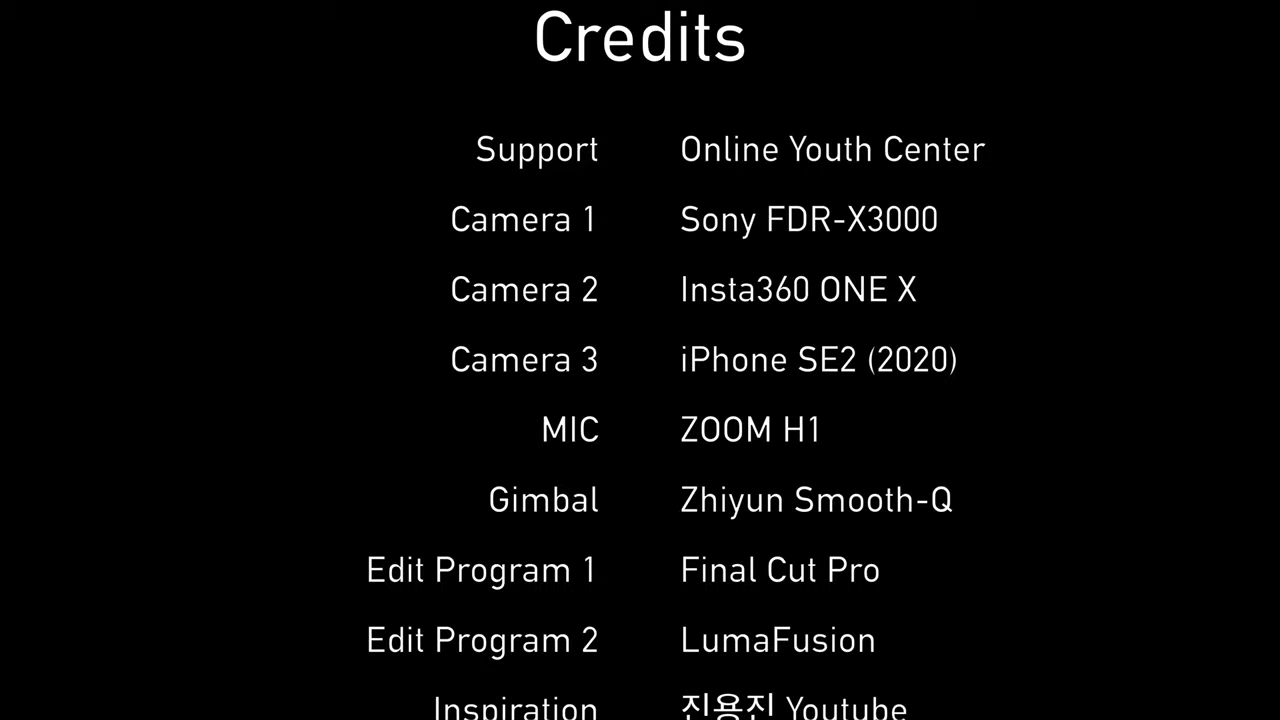 Credits
Support Online Youth Center
Camera 1 Sony FDR-X3000
Camera 2 Insta360 ONE X
Camera 3 iPhone SE2 (2020)
MIC ZOOM H1
Gimbal Zhiyun Smooth-Q
Edit Program 1 Final Cut Pro
Edit Program 2 LumaFusion
Inspiration 진용진 Youtube